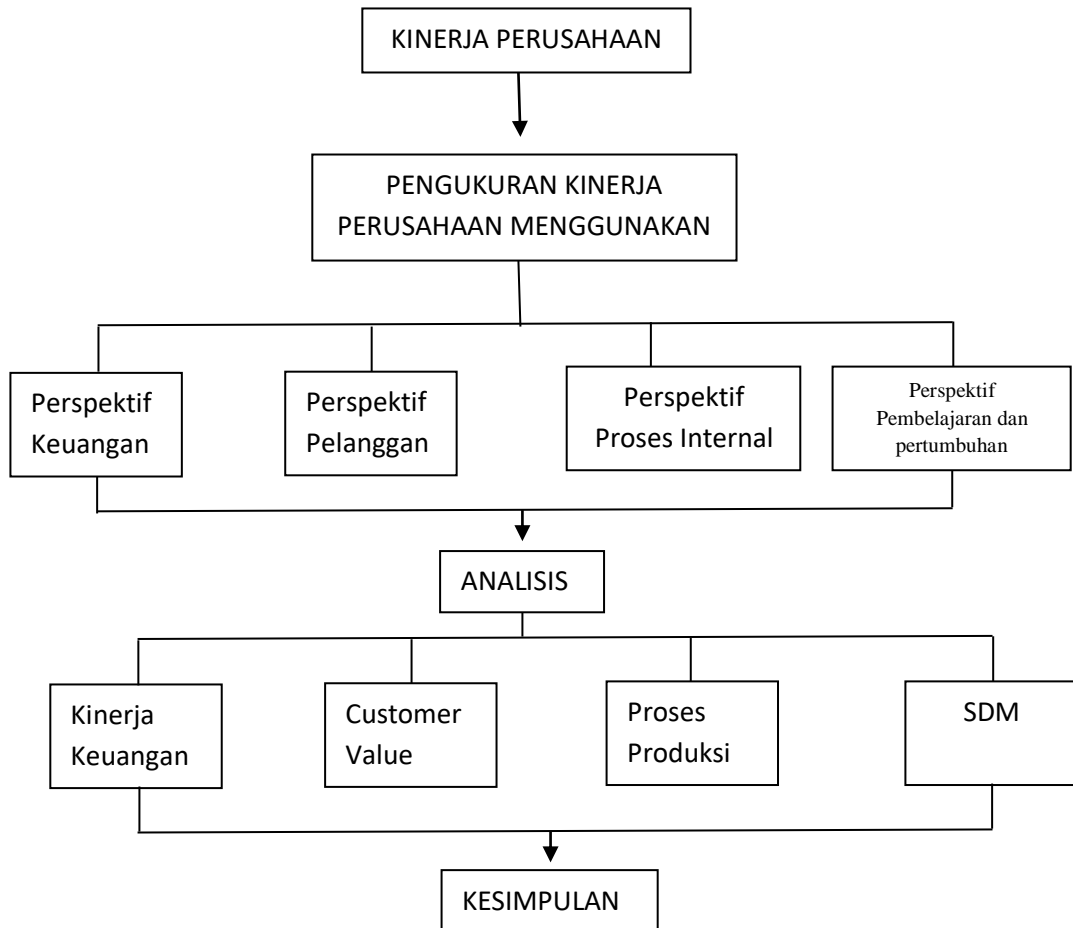 KINERJA PERUSAHAAN
PENGUKURAN KINERJA
PERUSAHAAN MENGGUNAKAN
Perspektif
Keuangan
Perspektif
Pelanggan
Perspektif
Proses Internal
Perspektif
Pembelajaran dan
pertumbuhan
ANALISIS
Kinerja
Keuangan
Customer
Value
Proses
Produksi
SDM
KESIMPULAN